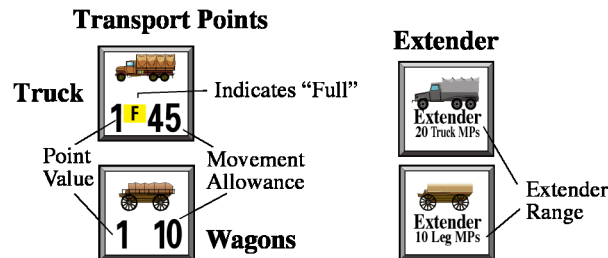 Transport Points
Extender
Truck
Indicates “Full”
1 F 45
Point
Value
Movement
Allowance
1 10
Wagons
Extender
20 Truck MPs
Extender
10 Leg MPs
Extender
Range